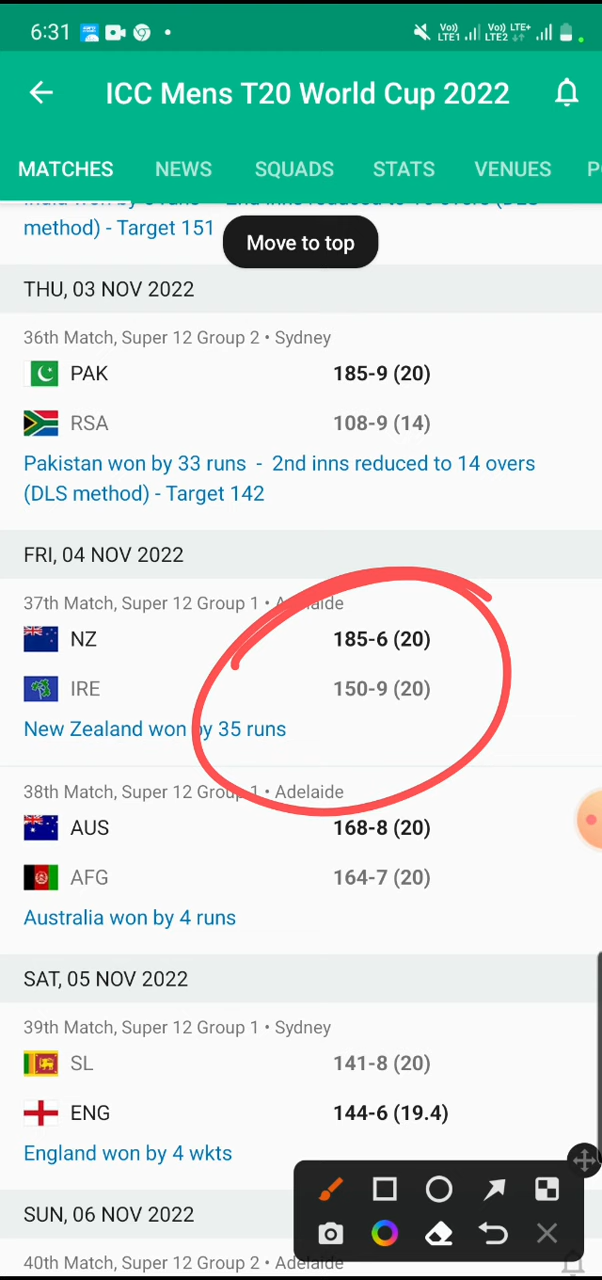 6:31 Vo) LTE1 Vo) LTE+ LTE2
ICC Mens T20 World Cup 2022
MATCHES NEWS SQUADS STATS VENUES P
method) - Target 151
Move to top
THU, 03 NOV 2022
36th Match, Super 12 Group 2 • Sydney
PAK 185-9 (20)
RSA 108-9 (14)
Pakistan won by 33 runs - 2nd inns reduced to 14 overs
(DLS method) - Target 142
FRI, 04 NOV 2022
37th Match, Super 12 Group 1 • Adelaide
NZ 185-6 (20)
IRE 150-9 (20)
New Zealand won by 35 runs
38th Match, Super 12 Group 1 • Adelaide
AUS 168-8 (20)
AFG 164-7 (20)
Australia won by 4 runs
SAT, 05 NOV 2022
39th Match, Super 12 Group 1 • Sydney
SL 141-8 (20)
ENG 144-6 (19.4)
England won by 4 wkts
SUN, 06 NOV 2022
40th Match, Super 12 Group 2 • Adelaide